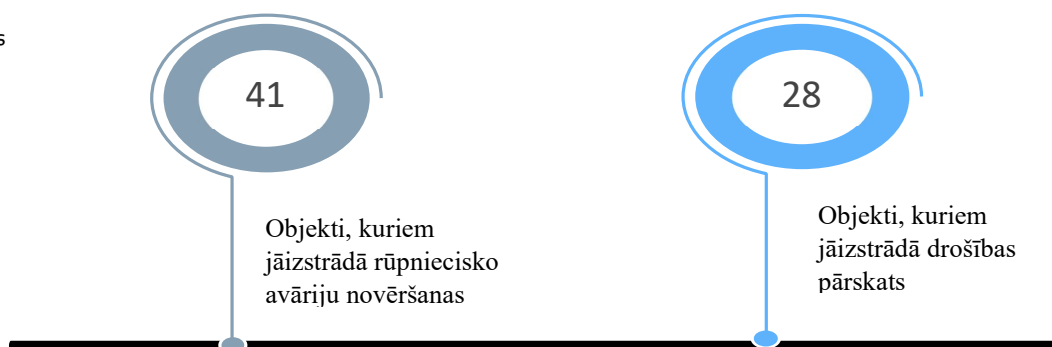 s
41
Objekti, kuriem
jāizstrādā rūpniecisko
avāriju novēršanas
28
Objekti, kuriem
jāizstrādā drošības
pārskats